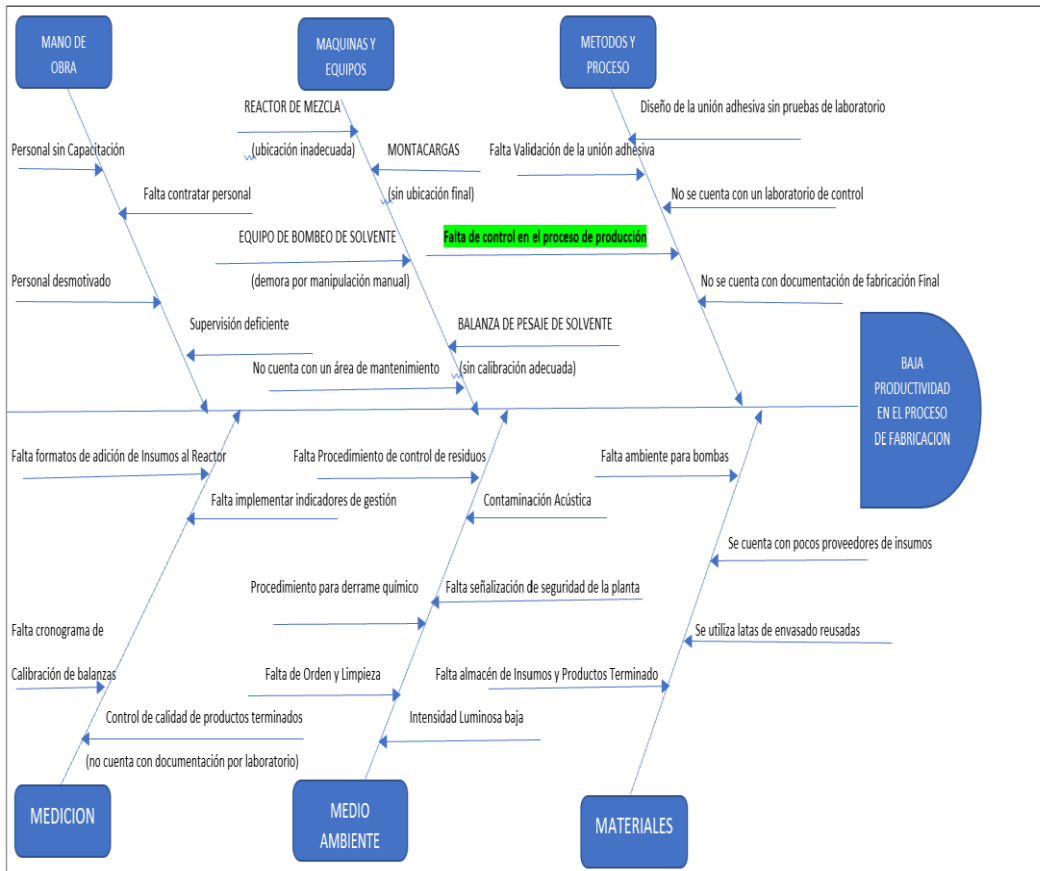 MANO DE
OBRA
MAQUINAS Y
EQUIPOS
METODOS Y
PROCESO
Personal sin Capacitación
Falta contratar personal
Personal desmotivado
Supervisión deficiente
REACTOR DE MEZCLA
(ubicación inadecuada)
MONTACARGAS
(sin ubicación final)
EQUIPO DE BOMBEO DE SOLVENTE
(demora por manipulación manual)
BALANZA DE PESAJE DE SOLVENTE
(sin calibración adecuada)
No cuenta con un área de mantenimiento
Diseño de la unión adhesiva sin pruebas de laboratorio
Falta Validación de la unión adhesiva
No se cuenta con un laboratorio de control
Falta de control en el proceso de producción
No se cuenta con documentación de fabricación Final
BAJA
PRODUCTIVIDAD
EN EL PROCESO
DE FABRICACION
Falta formatos de adición de Insumos al Reactor
Falta implementar indicadores de gestión
Falta cronograma de
Calibración de balanzas
Control de calidad de productos terminados
(no cuenta con documentación por laboratorio)
Falta Procedimiento de control de residuos
Contaminación Acústica
Procedimiento para derrame químico
Falta señalización de seguridad de la planta
Falta de Orden y Limpieza
Intensidad Luminosa baja
Falta ambiente para bombas
Se cuenta con pocos proveedores de insumos
Se utiliza latas de envasado reusadas
Falta almacén de Insumos y Productos Terminado
MEDICION
MEDIO
AMBIENTE
MATERIALES